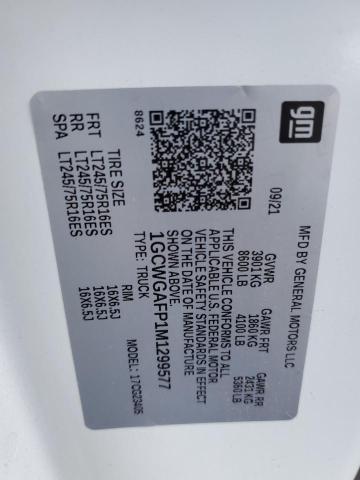 gm
MFD BY GENERAL MOTORS LLC
09/21
GVWR
3901 KG
8600 LB
GAWR FRT
1860 KG
4100 LB
GAWR RR
2431 KG
5360 LB
THIS VEHICLE CONFORMS TO ALL
APPLICABLE U.S. FEDERAL MOTOR
VEHICLE SAFETY STANDARDS IN EFFECT
ON THE DATE OF MANUFACTURE
SHOWN ABOVE.
1GCWGAFP1M1299577
TYPE: TRUCK
MODEL: 17CG23405
8624
TIRE SIZE
RIM
FRT LT245/75R16ES 16X6.5J
RR LT245/75R16ES 16X6.5J
SPA LT245/75R16ES 16X6.5J